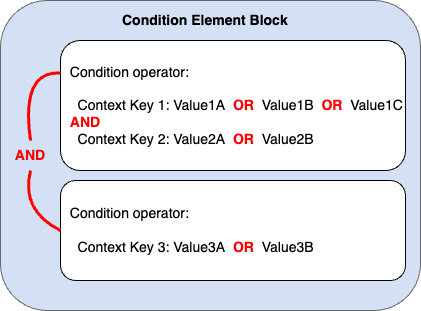 Condition Element Block
Condition operator:
Context Key 1: Value1A OR Value1B OR Value1C
AND
Context Key 2: Value2A OR Value2B
AND
Condition operator:
Context Key 3: Value3A OR Value3B